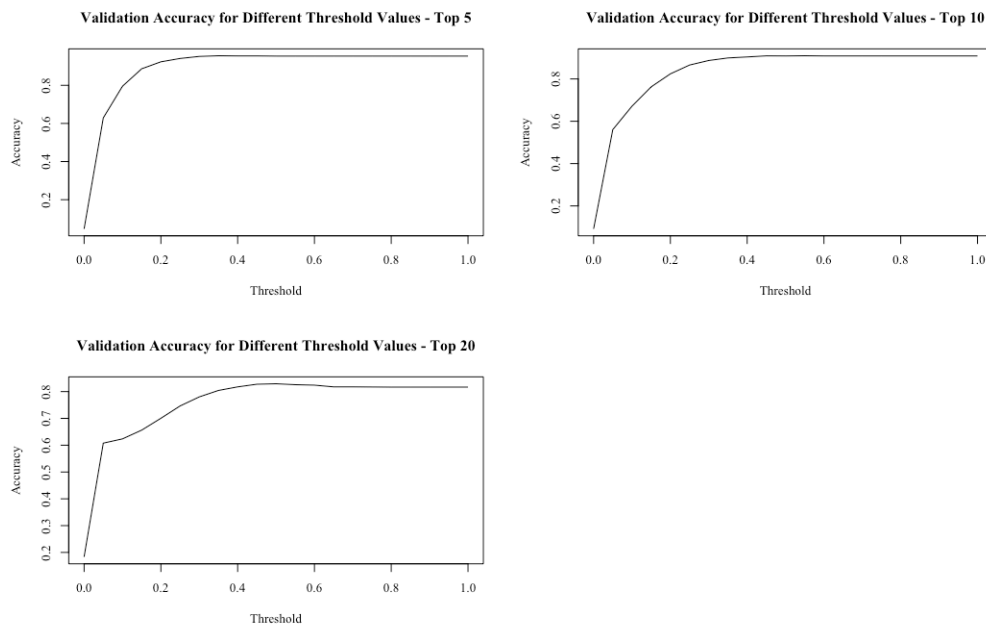 Validation Accuracy for Different Threshold Values - Top 5
Accuracy
0.8
0.6
0.4
0.2
0.0 0.2 0.4 0.6 0.8 1.0
Threshold
Validation Accuracy for Different Threshold Values - Top 10
Accuracy
0.8
0.6
0.4
0.2
0.0 0.2 0.4 0.6 0.8 1.0
Threshold
Validation Accuracy for Different Threshold Values - Top 20
Accuracy
0.8
0.7
0.6
0.5
0.4
0.3
0.2
0.0 0.2 0.4 0.6 0.8 1.0
Threshold